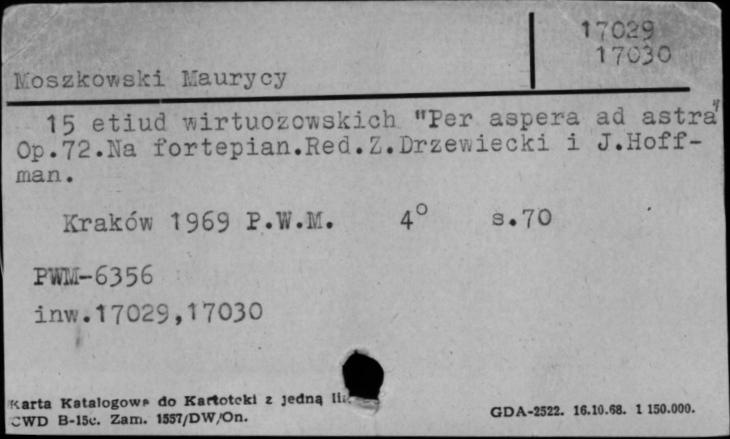 17029
17030
Moszkowski Maurycy
15 etiud wirtuozowskich "Per aspera ad astra"
Op.72.Na fortepian.Red.Z.Drzewiecki i J.Hoff-
man.
Kraków 1969 P.W.M. 4° s.70
PWM-6356
inw.17029,17030
Karta Katalogowa do Kartoteki z jedną
CWD B-15c. Zam. 1557/DW/On.
GDA-2522. 16.10.68. 1 150.000.